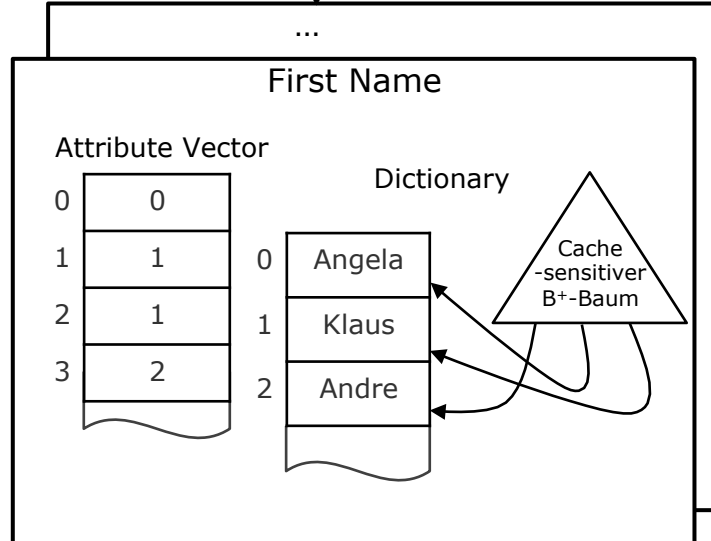 ...
First Name
Attribute Vector
Dictionary
0 0
1 1
2 1
3 2
0 Angela
1 Klaus
2 Andre
Cache
-sensitiver
B+-Baum